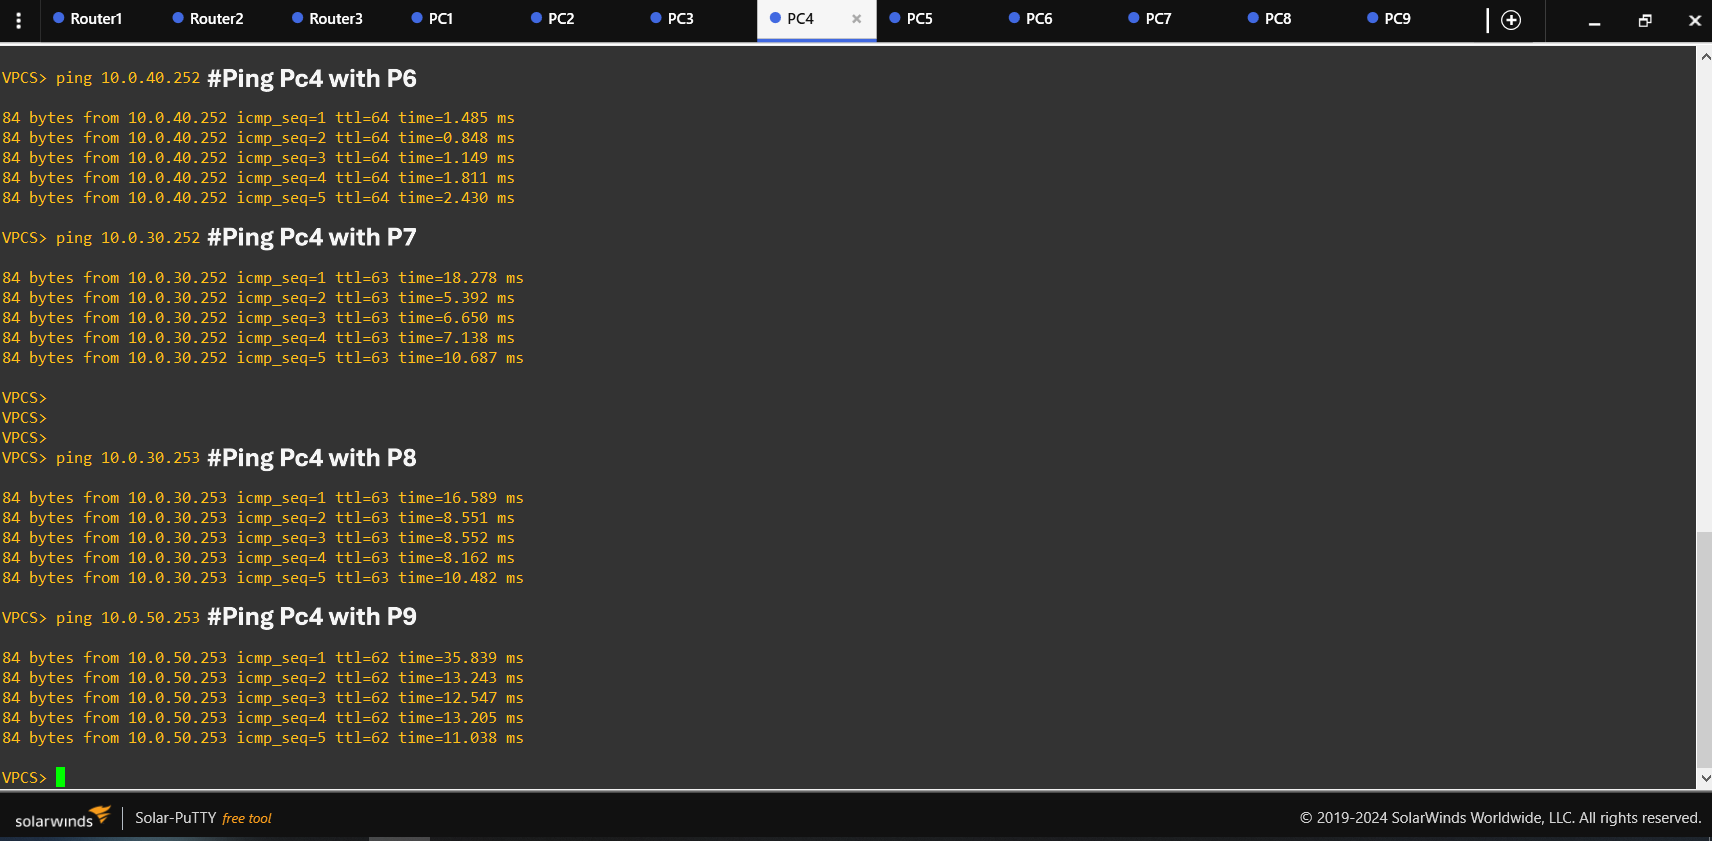 Router1 Router2 Router3 PC1 PC2 PC3 PC4 PC5 PC6 PC7 PC8 PC9
VPCS> ping 10.0.40.252 #Ping Pc4 with P6
84 bytes from 10.0.40.252 icmp_seq=1 ttl=64 time=1.485 ms
84 bytes from 10.0.40.252 icmp_seq=2 ttl=64 time=0.848 ms
84 bytes from 10.0.40.252 icmp_seq=3 ttl=64 time=1.149 ms
84 bytes from 10.0.40.252 icmp_seq=4 ttl=64 time=1.811 ms
84 bytes from 10.0.40.252 icmp_seq=5 ttl=64 time=2.430 ms
VPCS> ping 10.0.30.252 #Ping Pc4 with P7
84 bytes from 10.0.30.252 icmp_seq=1 ttl=63 time=18.278 ms
84 bytes from 10.0.30.252 icmp_seq=2 ttl=63 time=5.392 ms
84 bytes from 10.0.30.252 icmp_seq=3 ttl=63 time=6.650 ms
84 bytes from 10.0.30.252 icmp_seq=4 ttl=63 time=7.138 ms
84 bytes from 10.0.30.252 icmp_seq=5 ttl=63 time=10.687 ms
VPCS>
VPCS>
VPCS>
VPCS> ping 10.0.30.253 #Ping Pc4 with P8
84 bytes from 10.0.30.253 icmp_seq=1 ttl=63 time=16.589 ms
84 bytes from 10.0.30.253 icmp_seq=2 ttl=63 time=8.551 ms
84 bytes from 10.0.30.253 icmp_seq=3 ttl=63 time=8.552 ms
84 bytes from 10.0.30.253 icmp_seq=4 ttl=63 time=8.162 ms
84 bytes from 10.0.30.253 icmp_seq=5 ttl=63 time=10.482 ms
VPCS> ping 10.0.50.253 #Ping Pc4 with P9
84 bytes from 10.0.50.253 icmp_seq=1 ttl=62 time=35.839 ms
84 bytes from 10.0.50.253 icmp_seq=2 ttl=62 time=13.243 ms
84 bytes from 10.0.50.253 icmp_seq=3 ttl=62 time=12.547 ms
84 bytes from 10.0.50.253 icmp_seq=4 ttl=62 time=13.205 ms
84 bytes from 10.0.50.253 icmp_seq=5 ttl=62 time=11.038 ms
VPCS>
solarwinds Solar-PuTTY free tool © 2019-2024 SolarWinds Worldwide, LLC. All rights reserved.